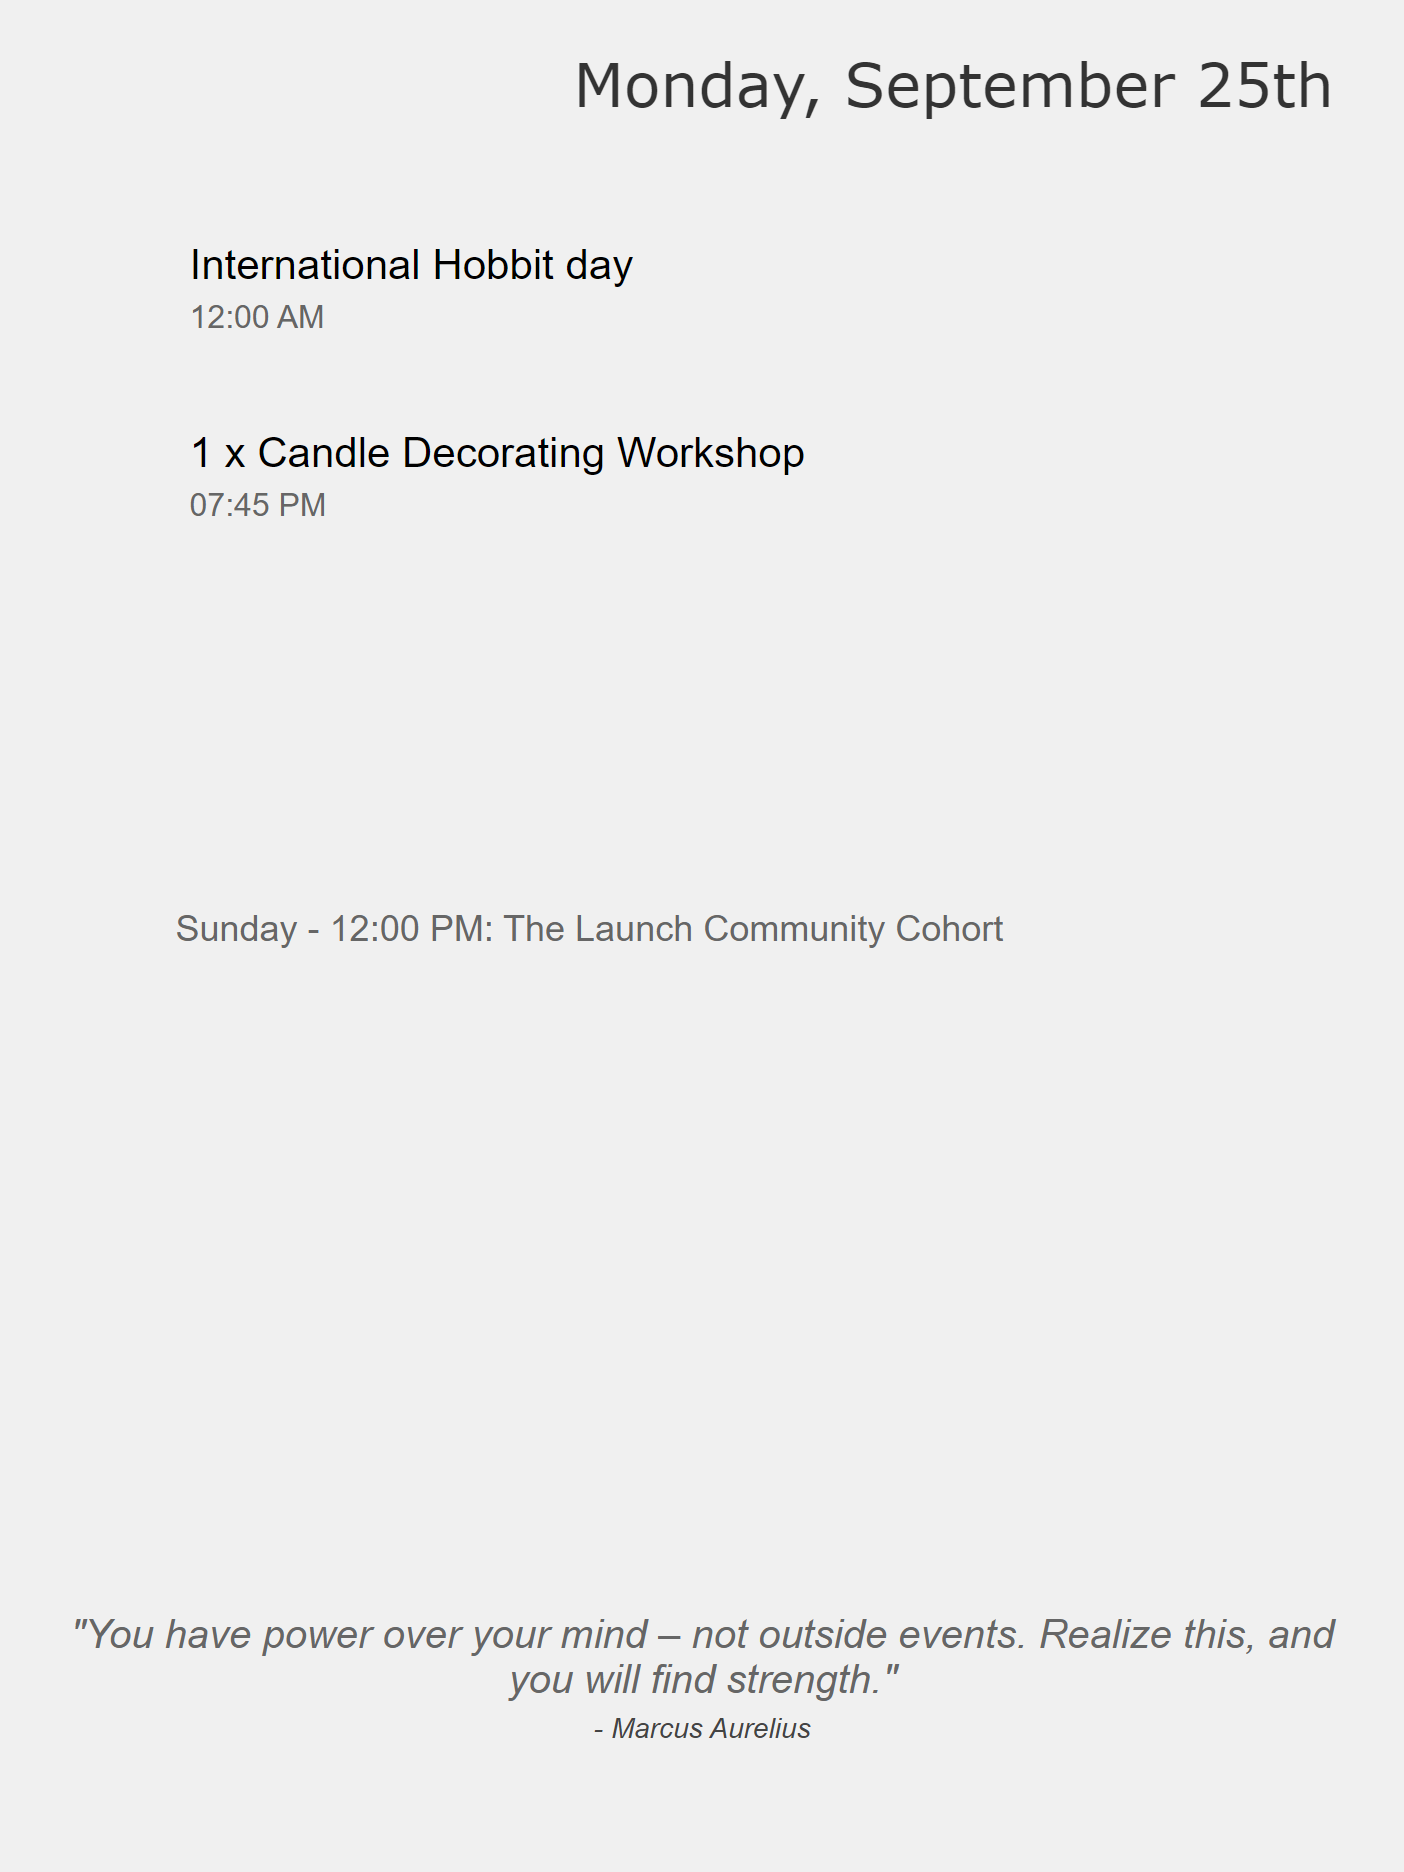 Monday, September 25th
International Hobbit day
12:00 AM
1 x Candle Decorating Workshop
07:45 PM
Sunday - 12:00 PM: The Launch Community Cohort
"You have power over your mind – not outside events. Realize this, and
you will find strength."
- Marcus Aurelius